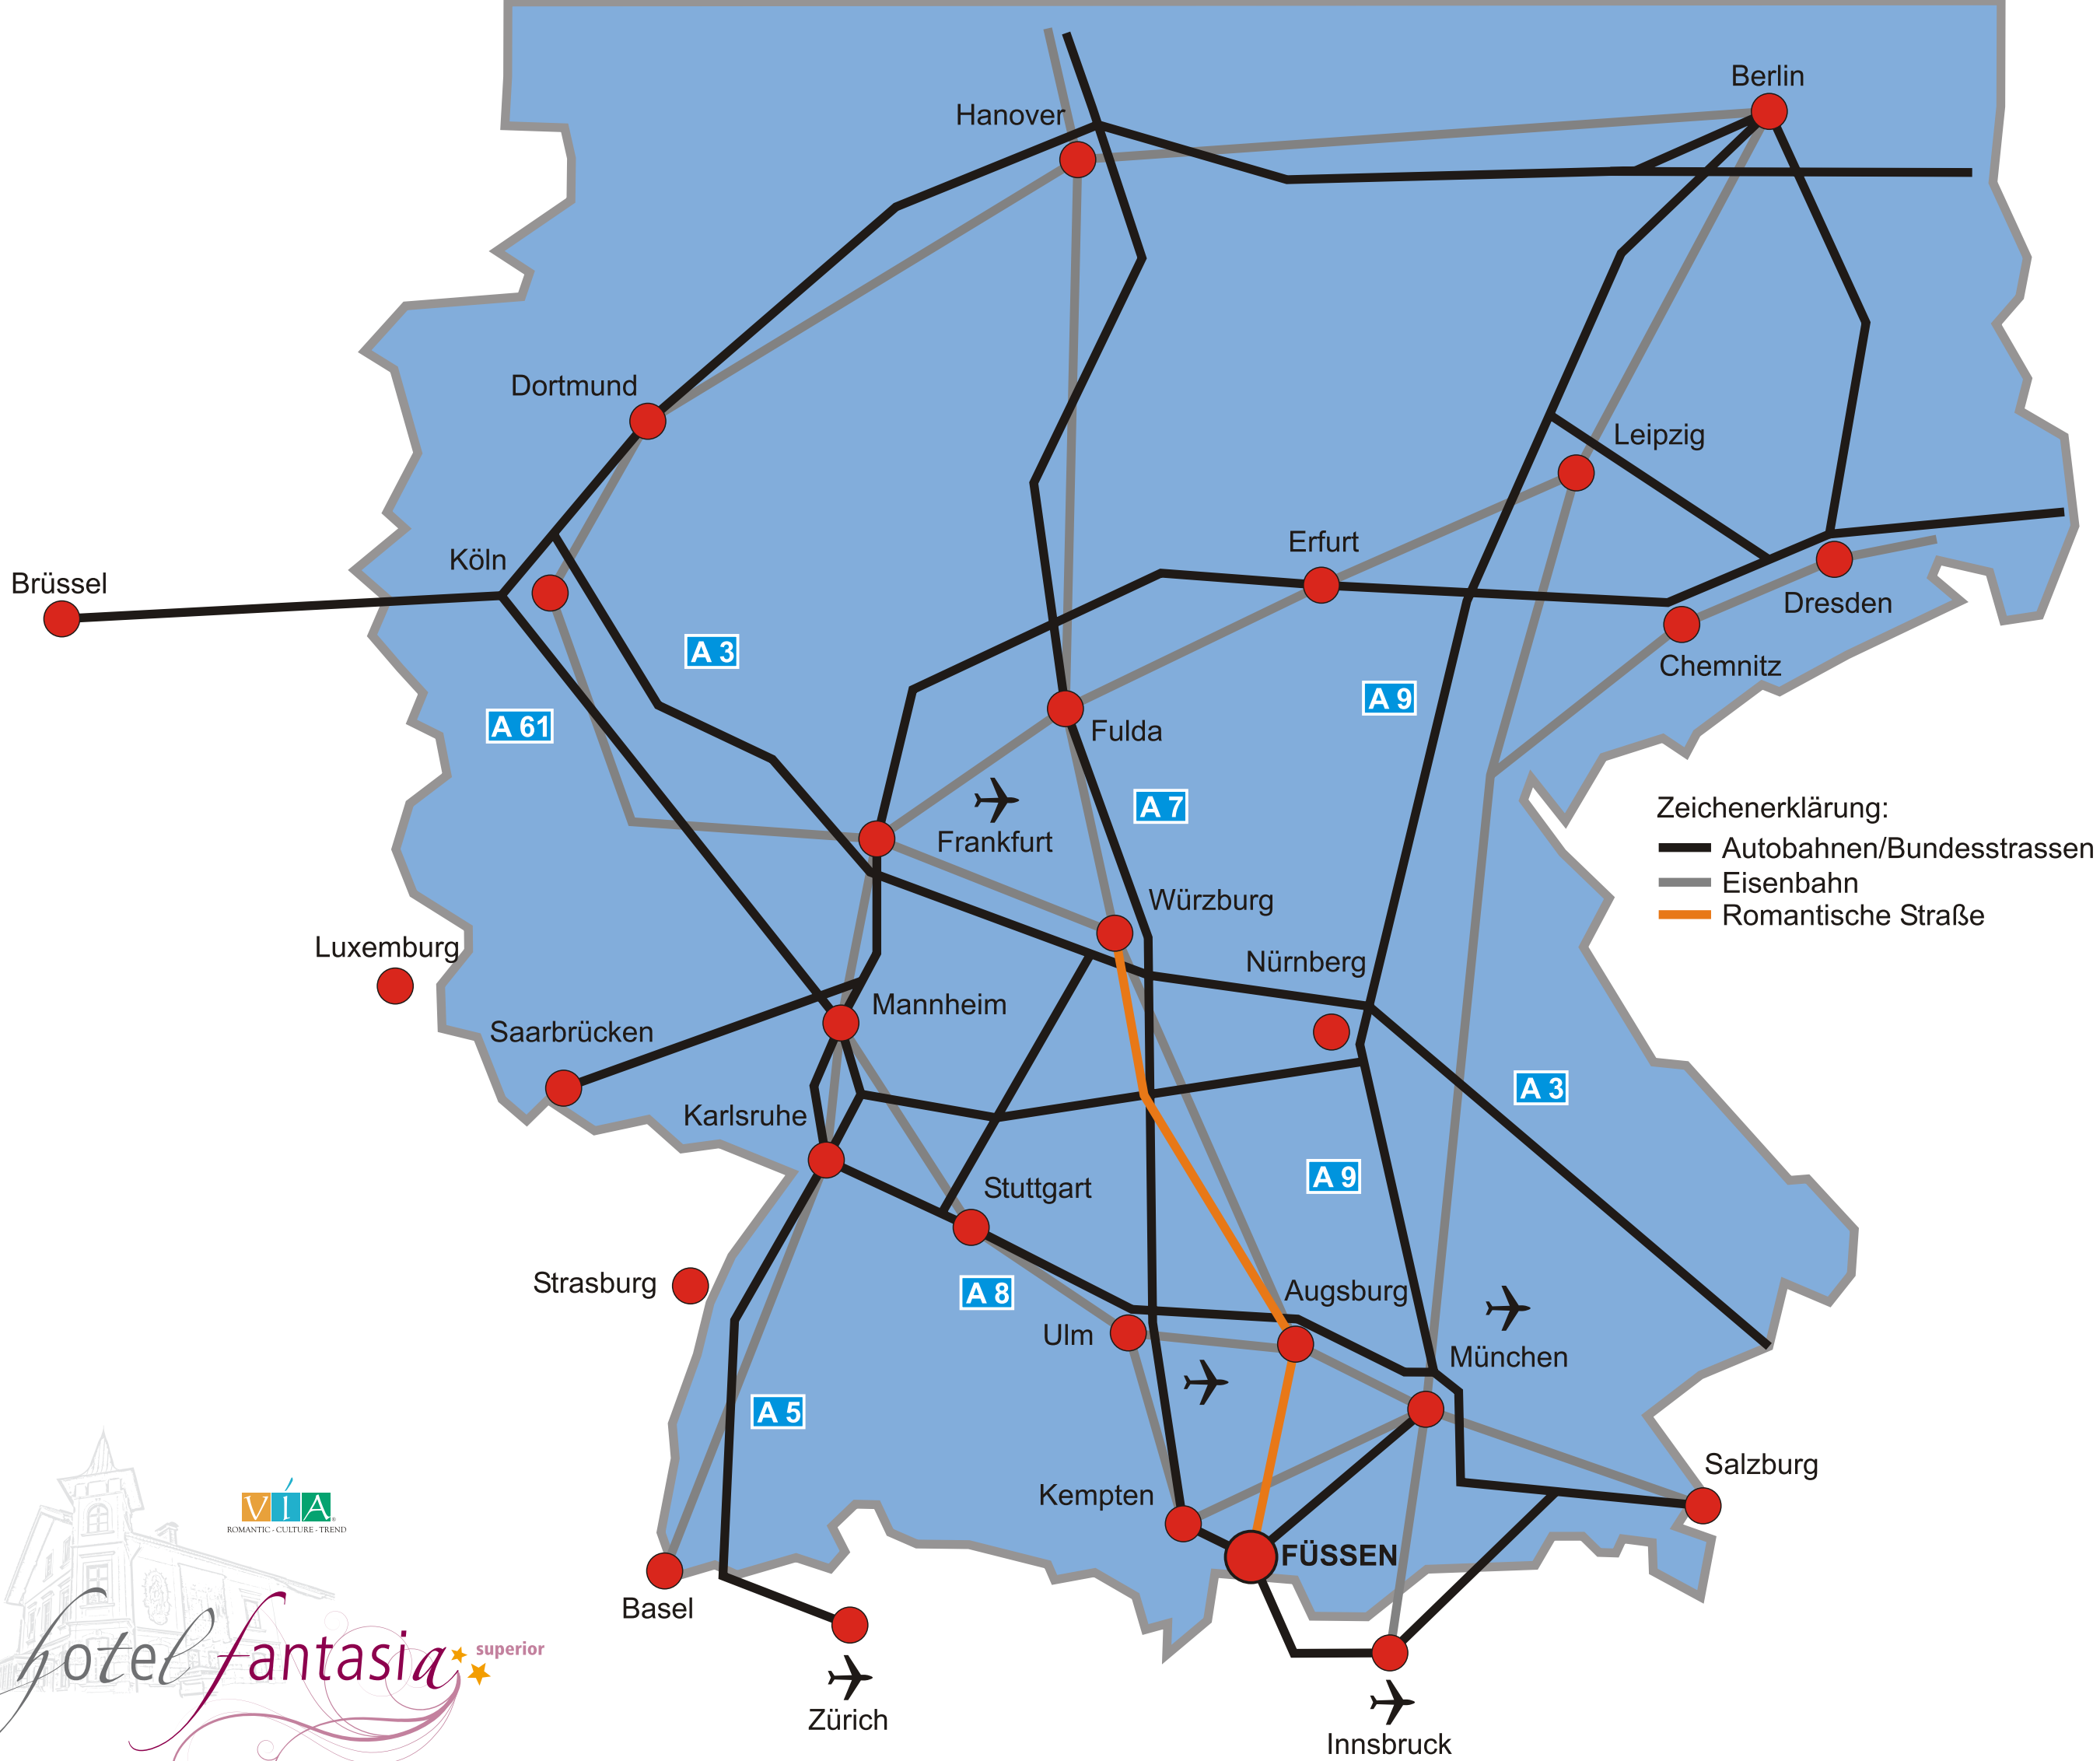 Berlin
Hanover
Dortmund
Leipzig
Köln
Erfurt
Brüssel
Dresden
A 3
Chemnitz
A 9
A 61
Fulda
A 7
Frankfurt
Zeichenerklärung:
Autobahnen/Bundesstrassen
Eisenbahn
Romantische Straße
Würzburg
Luxemburg
Nürnberg
Mannheim
Saarbrücken
A 3
Karlsruhe
A 9
Stuttgart
Strasburg
A 8
Augsburg
Ulm
München
A 5
Salzburg
Kempten
VÍA
ROMANTIC - CULTURE - TREND
FÜSSEN
Basel
hotel fantasia superior
Zürich
Innsbruck